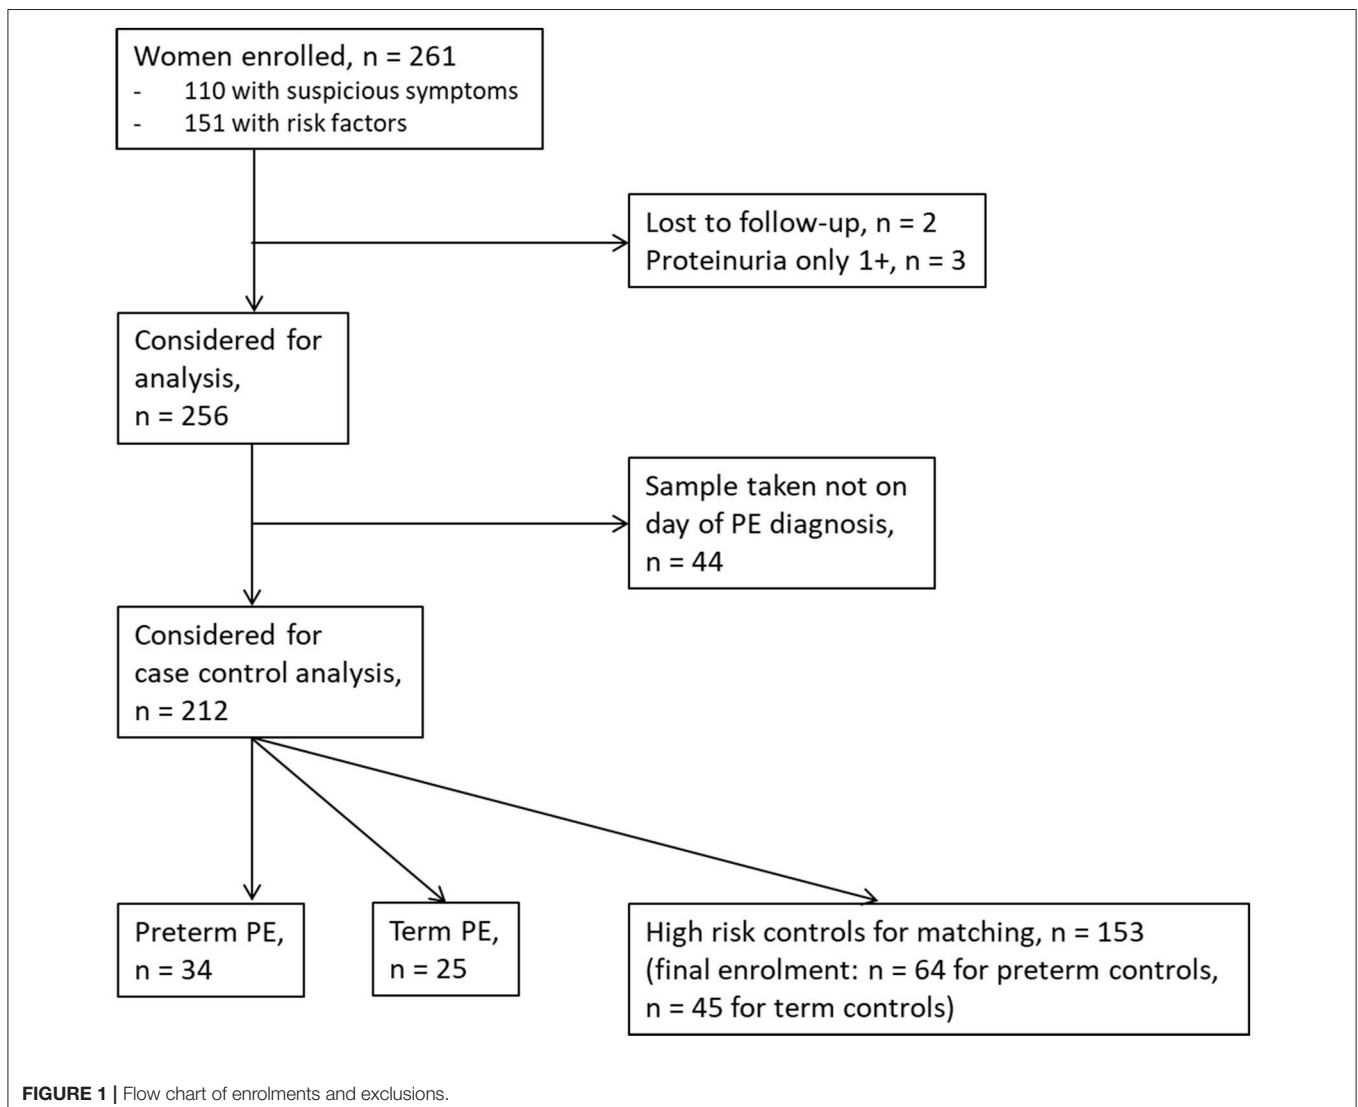 Women enrolled, n = 261
- 110 with suspicious symptoms
- 151 with risk factors
Lost to follow-up, n = 2
Proteinuria only 1+, n = 3
Considered for
analysis,
n = 256
Sample taken not on
day of PE diagnosis,
n = 44
Considered for
case control analysis,
n = 212
Preterm PE,
n = 34
Term PE,
n = 25
High risk controls for matching, n = 153
(final enrolment: n = 64 for preterm controls,
n = 45 for term controls)
FIGURE 1 | Flow chart of enrolments and exclusions.